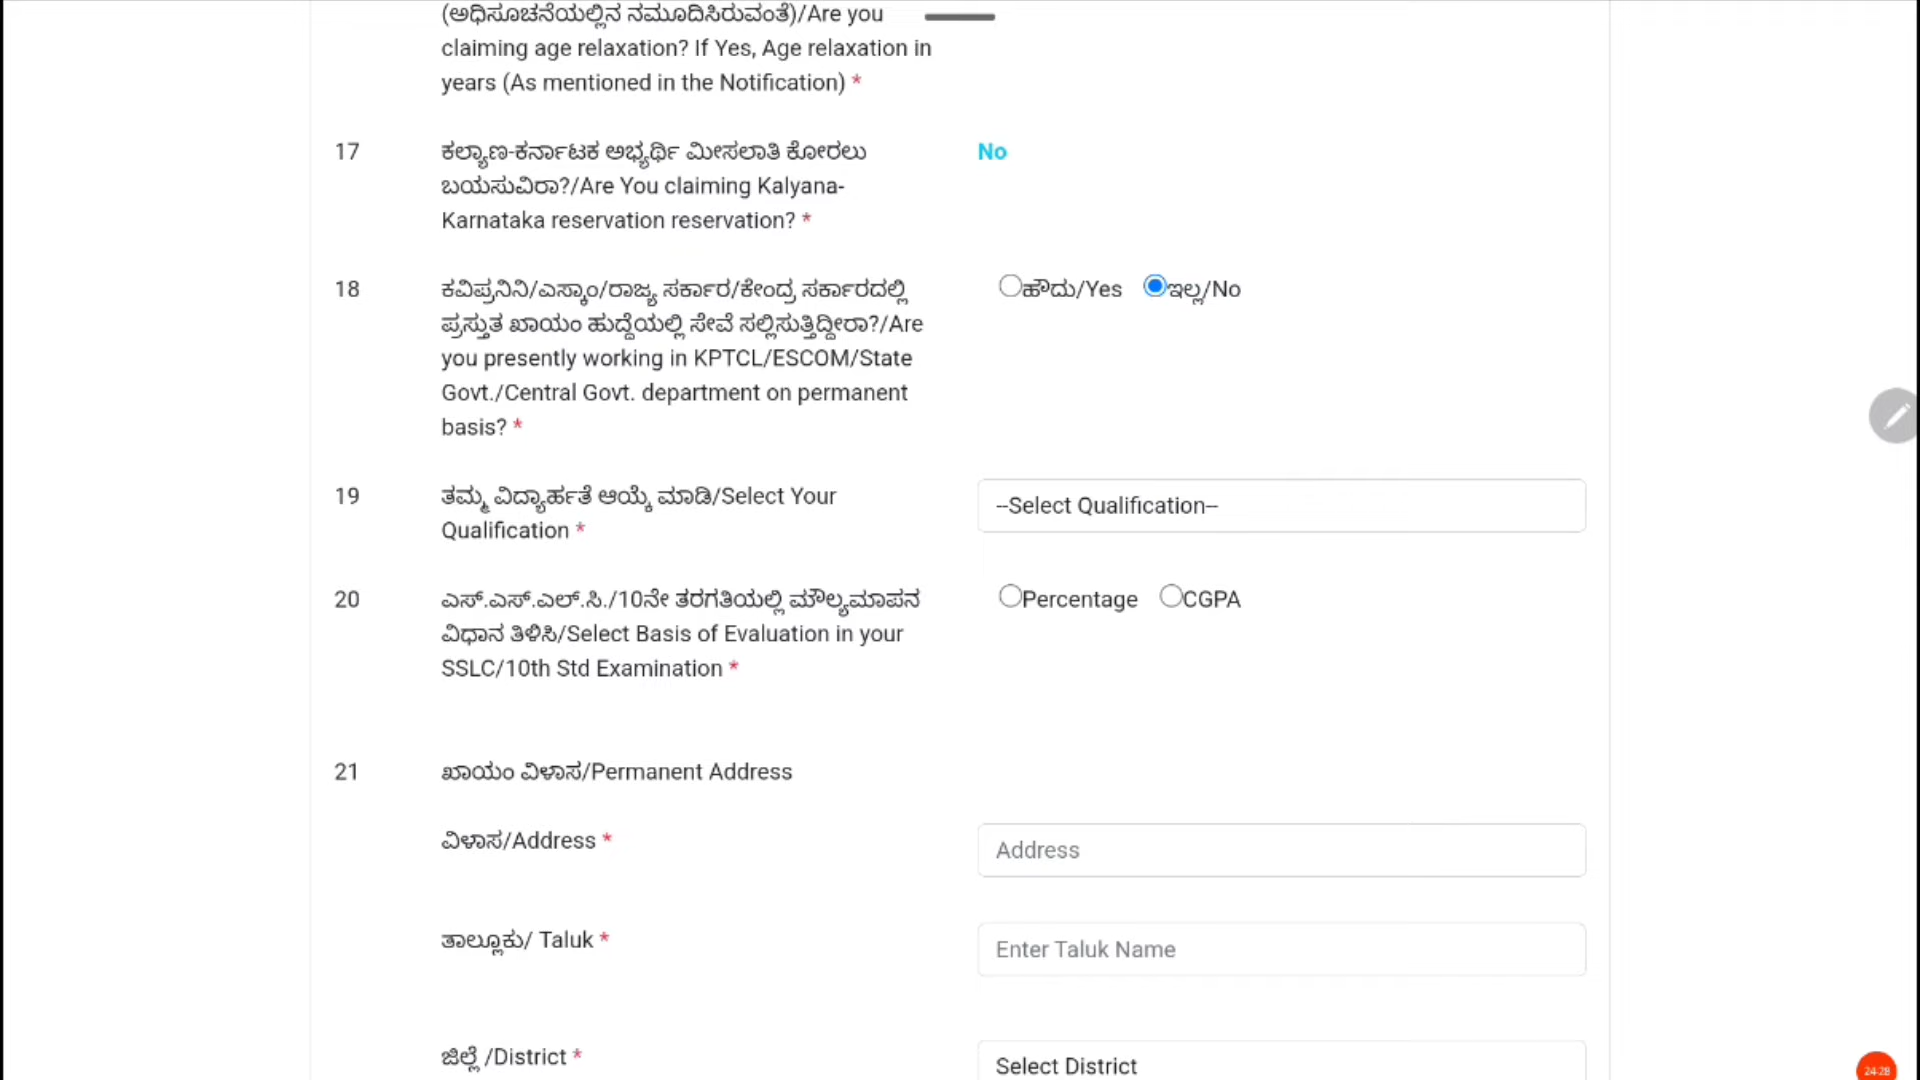 (ಅಧಿಸೂಚನೆಯಲ್ಲಿನ ನಮೂದಿಸಿರುವಂತೆ)/Are you
claiming age relaxation? If Yes, Age relaxation in
years (As mentioned in the Notification) *
17 ಕಲ್ಯಾಣ-ಕರ್ನಾಟಕ ಅಭ್ಯರ್ಥಿ ಮೀಸಲಾತಿ ಕೋರಲು No
ಬಯಸುವಿರಾ?/Are You claiming Kalyana-
Karnataka reservation reservation? *
18 ಕವಿಪ್ರನಿನಿ/ಎಸ್ಕಾಂ/ರಾಜ್ಯ ಸರ್ಕಾರ/ಕೇಂದ್ರ ಸರ್ಕಾರದಲ್ಲಿ ಹೌದು/Yes ಇಲ್ಲ/No
ಪ್ರಸ್ತುತ ಖಾಯಂ ಹುದ್ದೆಯಲ್ಲಿ ಸೇವೆ ಸಲ್ಲಿಸುತ್ತಿದ್ದೀರಾ?/Are
you presently working in KPTCL/ESCOM/State
Govt./Central Govt. department on permanent
basis? *
19 ತಮ್ಮ ವಿದ್ಯಾರ್ಹತೆ ಆಯ್ಕೆ ಮಾಡಿ/Select Your --Select Qualification--
Qualification *
20 ಎಸ್.ಎಸ್.ಎಲ್.ಸಿ./10ನೇ ತರಗತಿಯಲ್ಲಿ ಮೌಲ್ಯಮಾಪನ Percentage CGPA
ವಿಧಾನ ತಿಳಿಸಿ/Select Basis of Evaluation in your
SSLC/10th Std Examination *
21 ಖಾಯಂ ವಿಳಾಸ/Permanent Address
ವಿಳಾಸ/Address * Address
ತಾಲ್ಲೂಕು/ Taluk * Enter Taluk Name
ಜಿಲ್ಲೆ /District * Select District
24:28